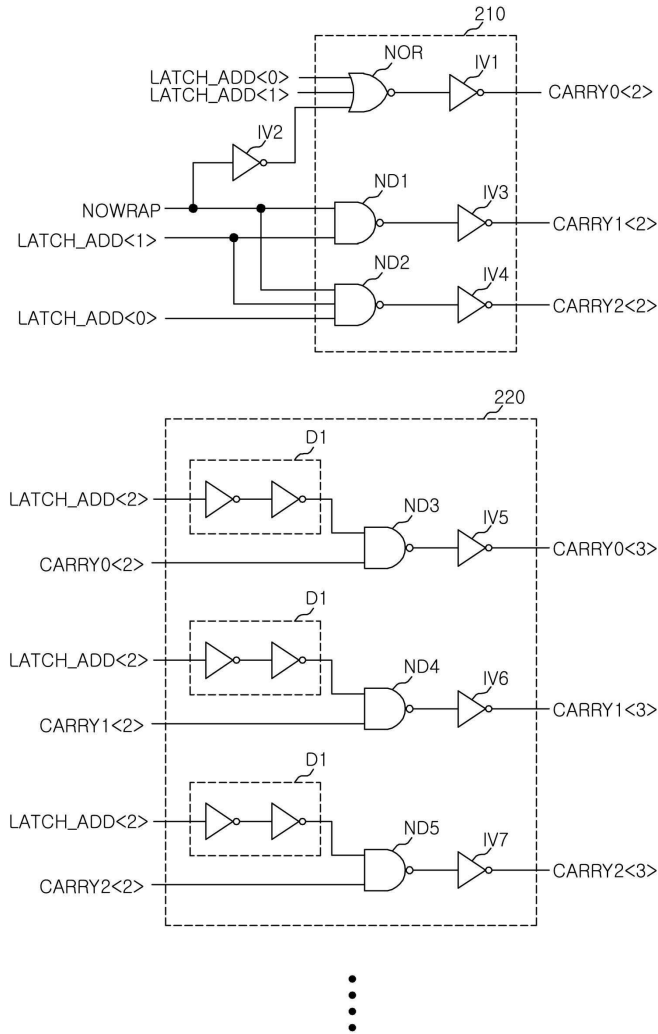 210
NOR
IV1
LATCH_ADD<0>
LATCH_ADD<1>
CARRY0<2>
IV2
ND1
IV3
NOWRAP
CARRY1<2>
LATCH_ADD<1>
ND2
IV4
CARRY2<2>
LATCH_ADD<0>
220
D1
LATCH_ADD<2>
ND3
IV5
CARRY0<2>
CARRY0<3>
D1
LATCH_ADD<2>
ND4
IV6
CARRY1<2>
CARRY1<3>
D1
LATCH_ADD<2>
ND5
IV7
CARRY2<2>
CARRY2<3>